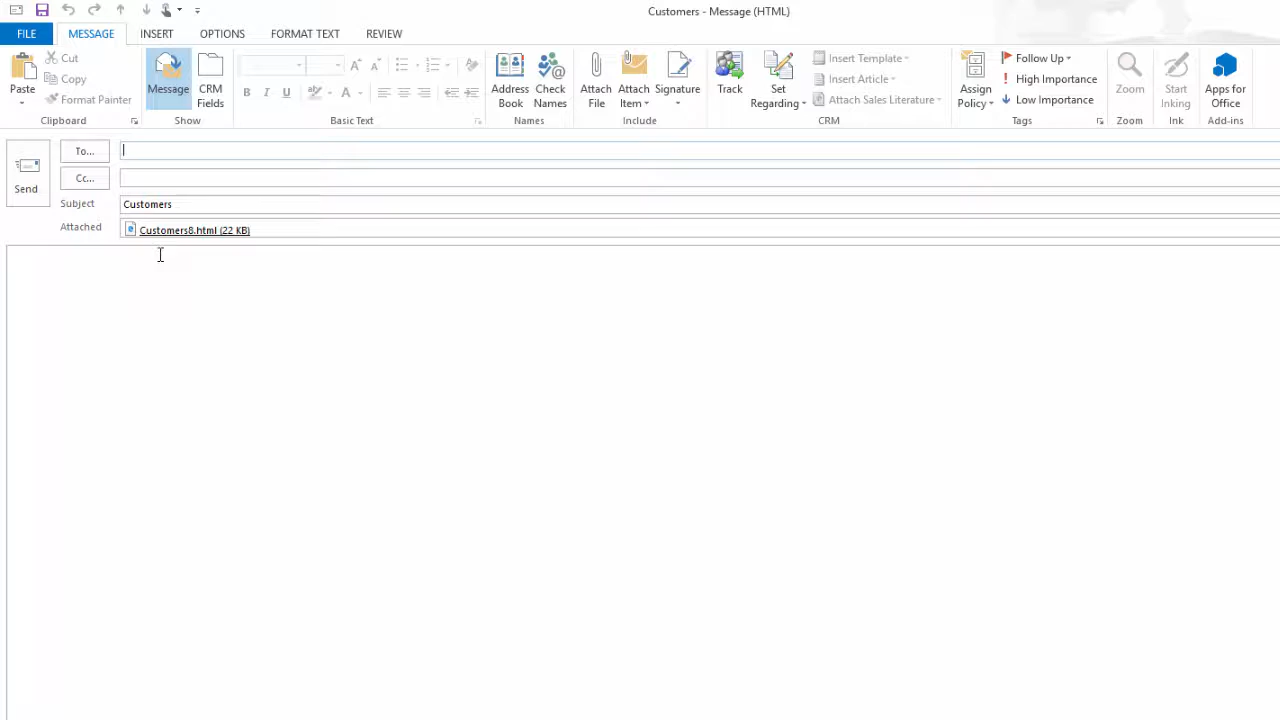 Customers - Message (HTML)
FILE MESSAGE INSERT OPTIONS FORMAT TEXT REVIEW
Paste
Cut
Copy
Format Painter
Clipboard
Message
CRM Fields
Show
B I U A
Basic Text
Address Book
Check Names
Names
Attach File
Attach Item
Signature
Include
Track
Set Regarding
Insert Template
Insert Article
Attach Sales Literature
CRM
Assign Policy
Follow Up
High Importance
Low Importance
Tags
Zoom
Zoom
Start Inking
Ink
Apps for Office
Add-ins
Send
To...
Cc...
Subject Customers
Attached Customers8.html (22 KB)